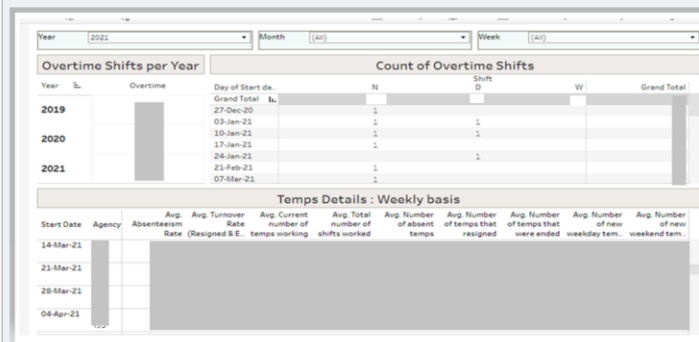 Year 2021 Month (All) Week (All)
Overtime Shifts per Year Count of Overtime Shifts
Year Overtime
Shift
Day of Start da.. N D W Grand Total
Grand Total
2019
27-Dec-20 1
03-Jan-21 1 1
2020
10-Jan-21 1 1
17-Jan-21 1
24-Jan-21 1
2021
21-Feb-21 1
07-Mar-21 1
Temps Details : Weekly basis
Avg. Avg. Turnover Avg. Current Avg. Total Avg. Number Avg. Number Avg. Number Avg. Number Avg. Number
Start Date Agency Absenteeism Rate number of number of of absent of temps that of temps that of new of new
Rate (Resigned & E.. temps working shifts worked temps resigned were ended weekday tem.. weekend tem..
14-Mar-21
21-Mar-21
28-Mar-21
04-Apr-21